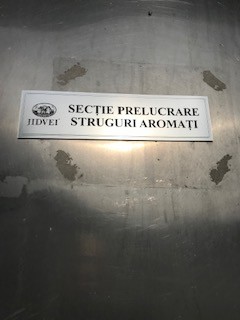 JIDVEI
SECȚIE PRELUCRARE
STRUGURI AROMAȚI